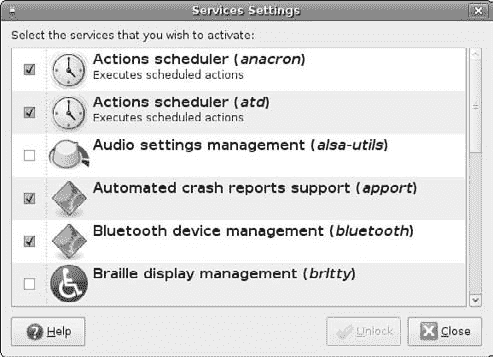 Services Settings
Select the services that you wish to activate:
Actions scheduler (anacron)
Executes scheduled actions
Actions scheduler (atd)
Executes scheduled actions
Audio settings management (alsa-utils)
Automated crash reports support (apport)
Bluetooth device management (bluetooth)
Braille display management (brltty)
Help
Unlock
Close